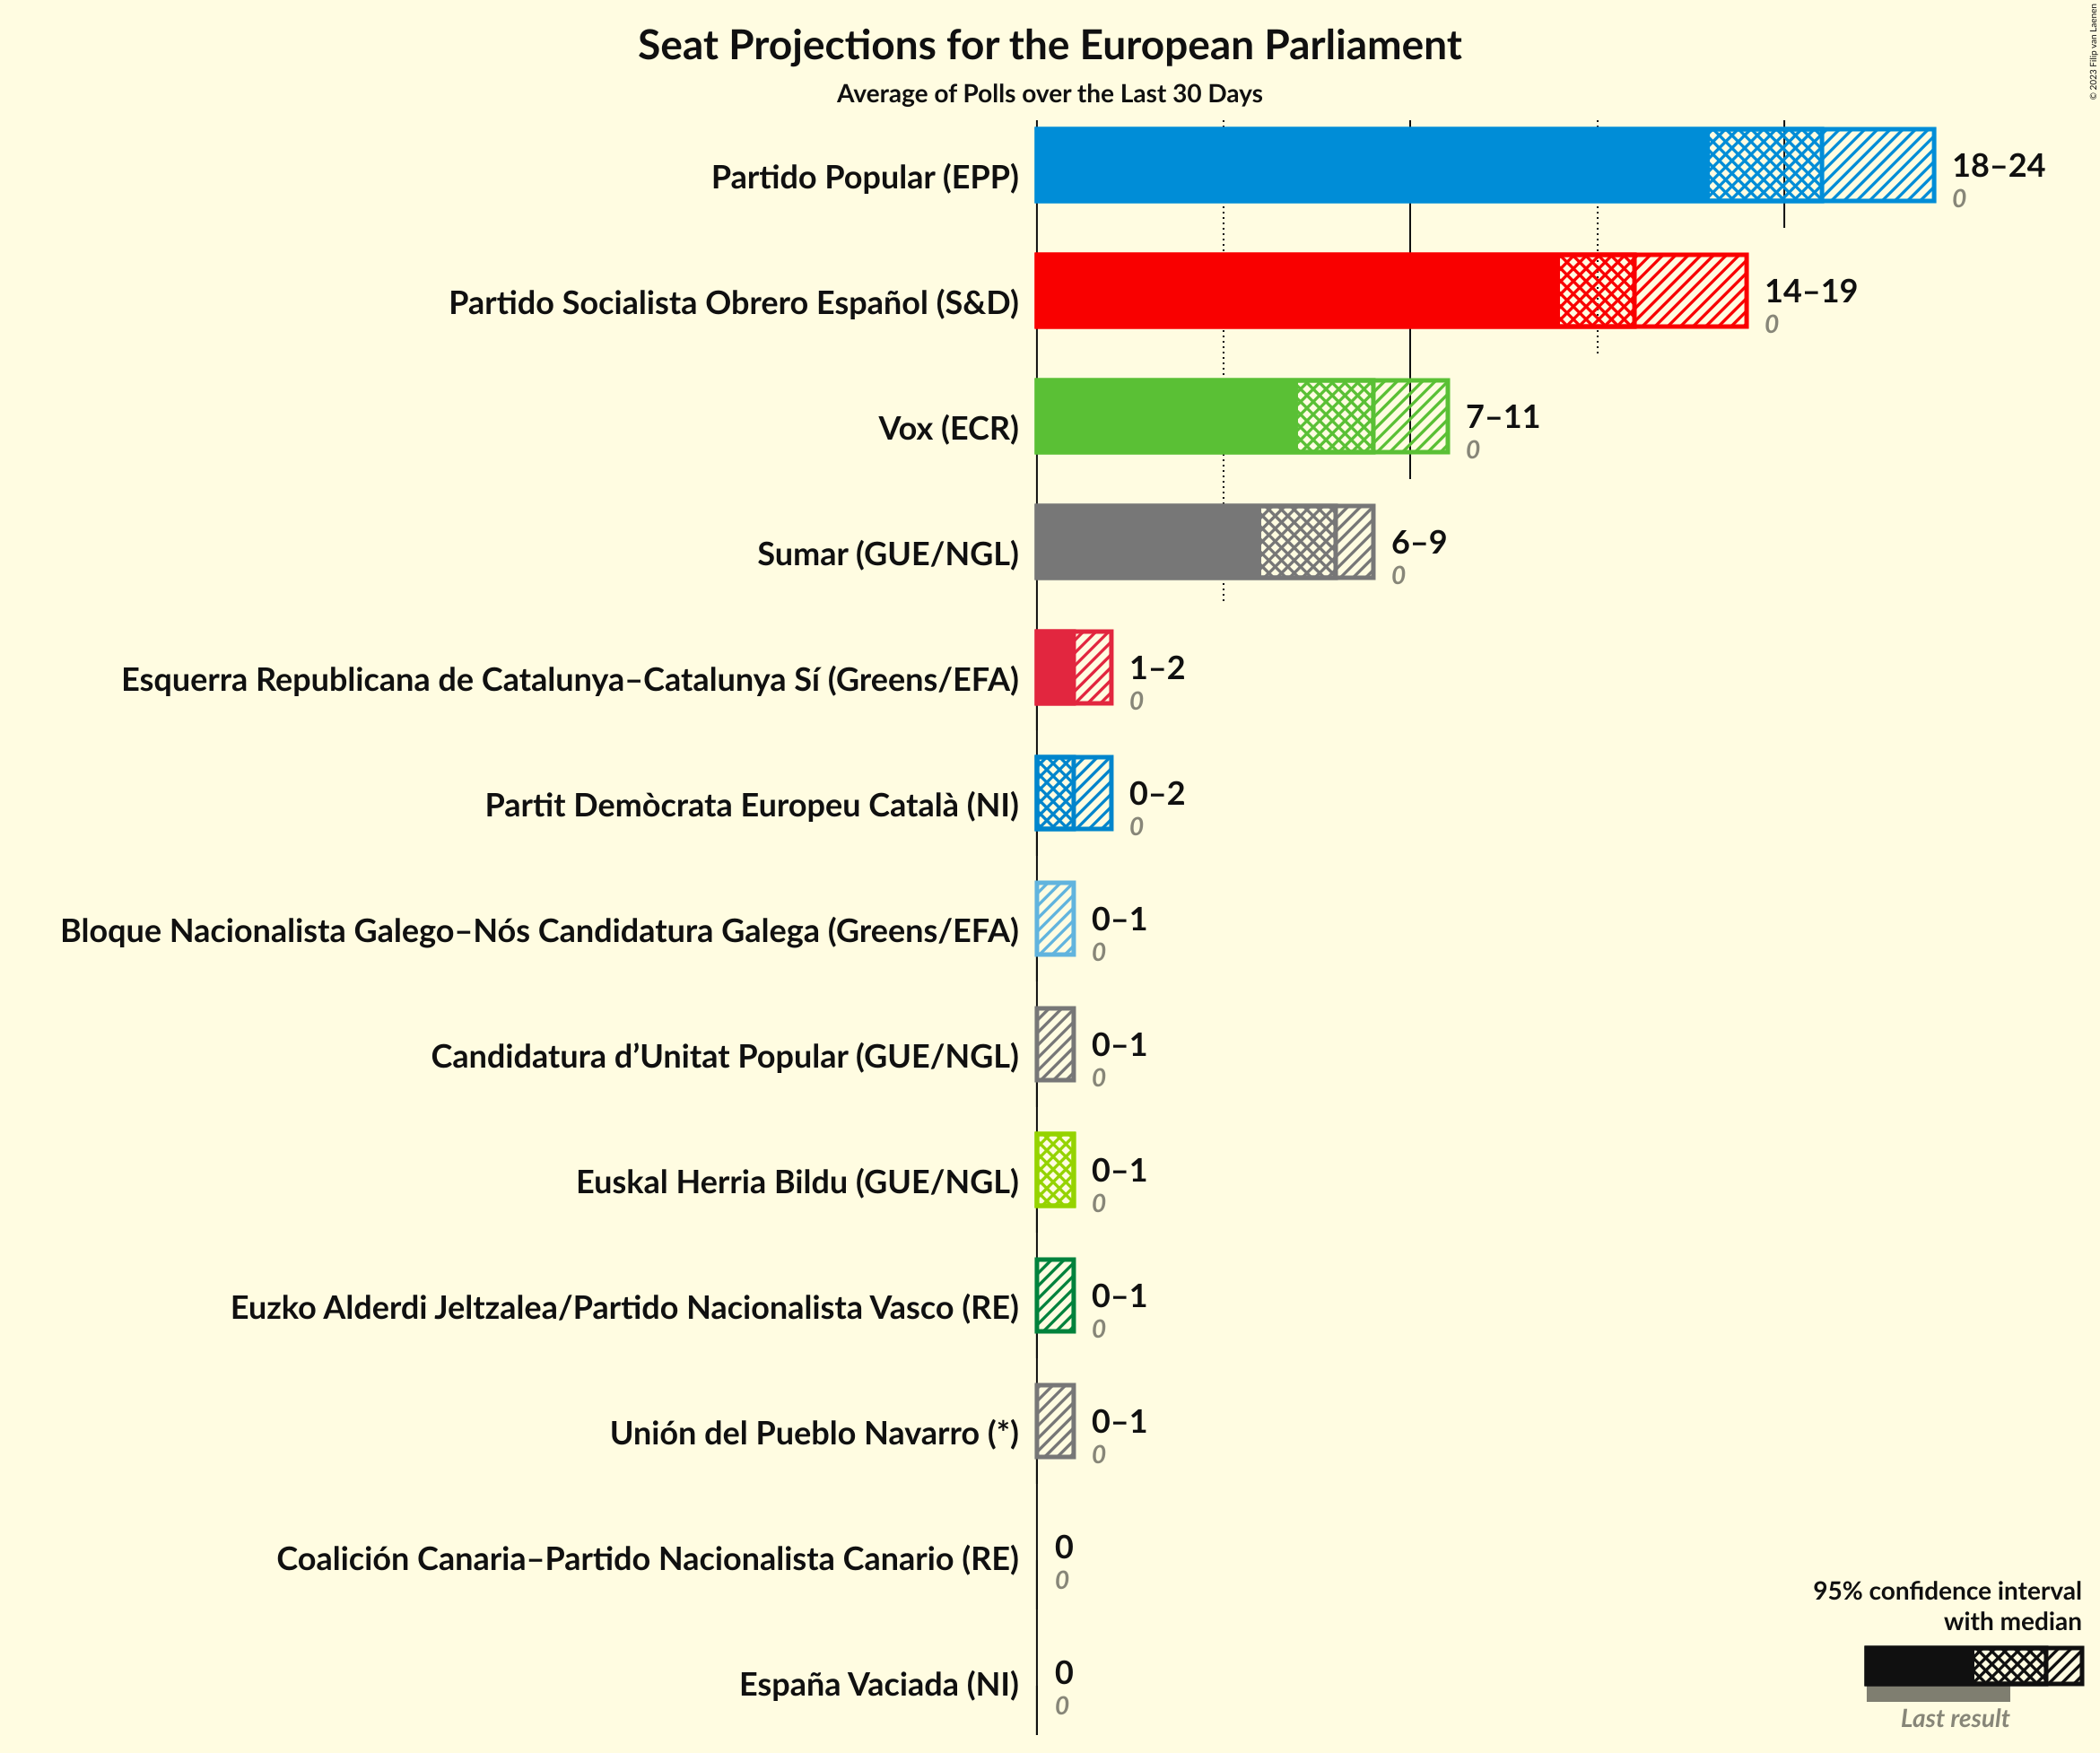 Seat Projections for the European Parliament
Average of Polls over the Last 30 Days
© 2023 Filip van Laenen
Partido Popular (EPP)
18–24
0
Partido Socialista Obrero Español (S&D)
14–19
0
Vox (ECR)
7–11
0
Sumar (GUE/NGL)
6–9
0
Esquerra Republicana de Catalunya–Catalunya Sí (Greens/EFA)
1–2
0
Partit Demòcrata Europeu Català (NI)
0–2
0
Bloque Nacionalista Galego–Nós Candidatura Galega (Greens/EFA)
0–1
0
Candidatura d’Unitat Popular (GUE/NGL)
0–1
0
Euskal Herria Bildu (GUE/NGL)
0–1
0
Euzko Alderdi Jeltzalea/Partido Nacionalista Vasco (RE)
0–1
0
Unión del Pueblo Navarro (*)
0–1
0
Coalición Canaria–Partido Nacionalista Canario (RE)
0
0
España Vaciada (NI)
0
0
95% confidence interval
with median
Last result